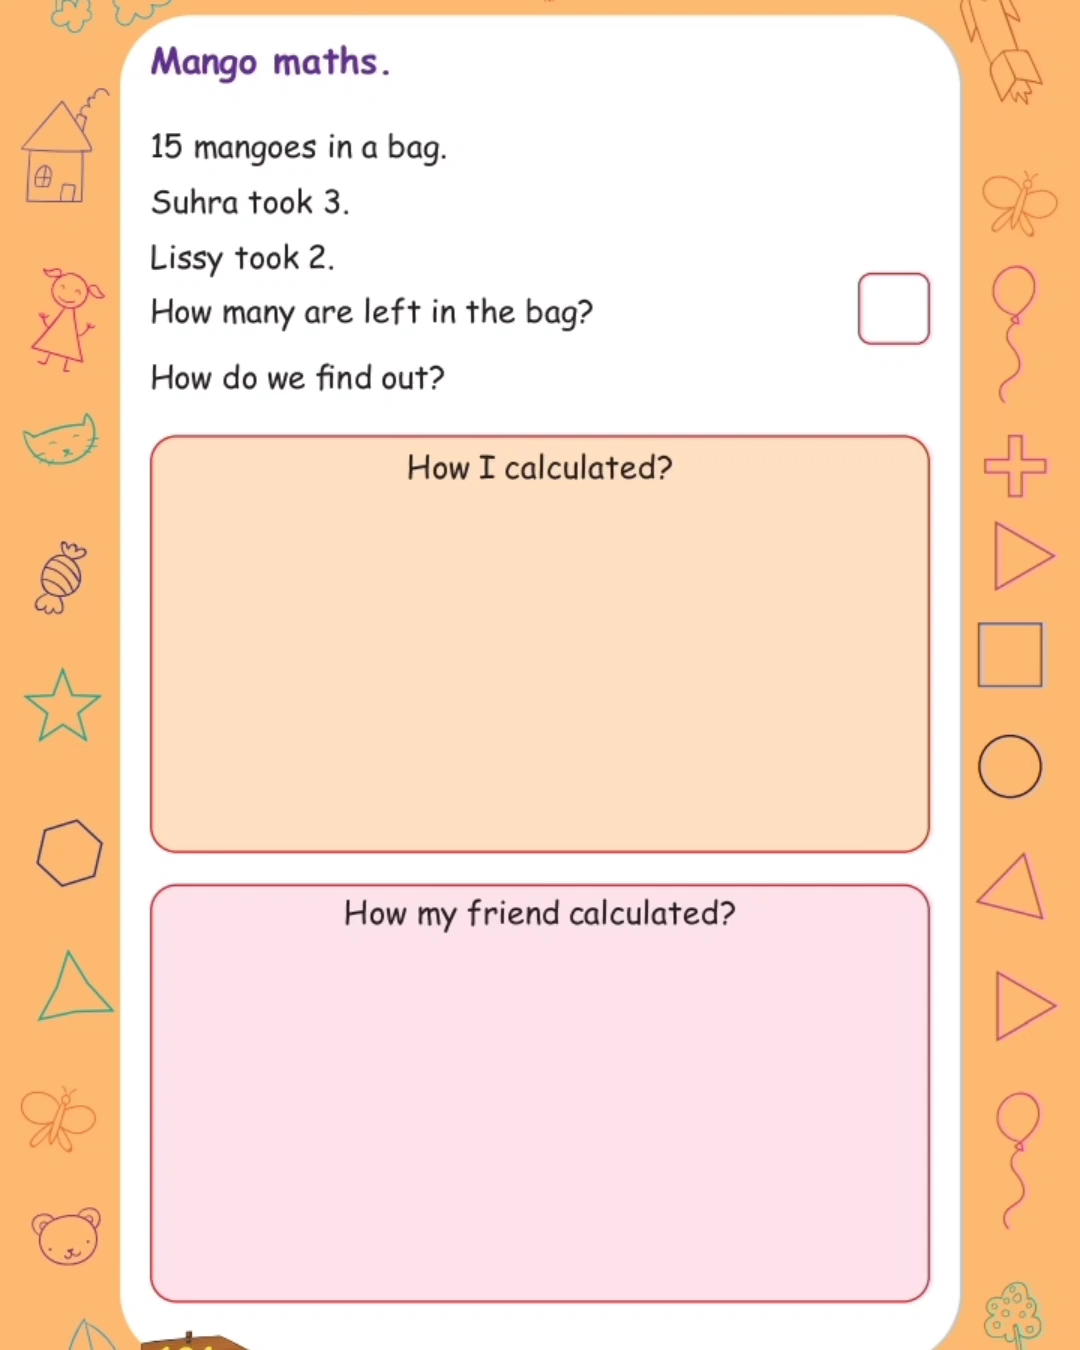 Mango maths.
15 mangoes in a bag.
Suhra took 3.
Lissy took 2.
How many are left in the bag?
How do we find out?
How I calculated?
How my friend calculated?